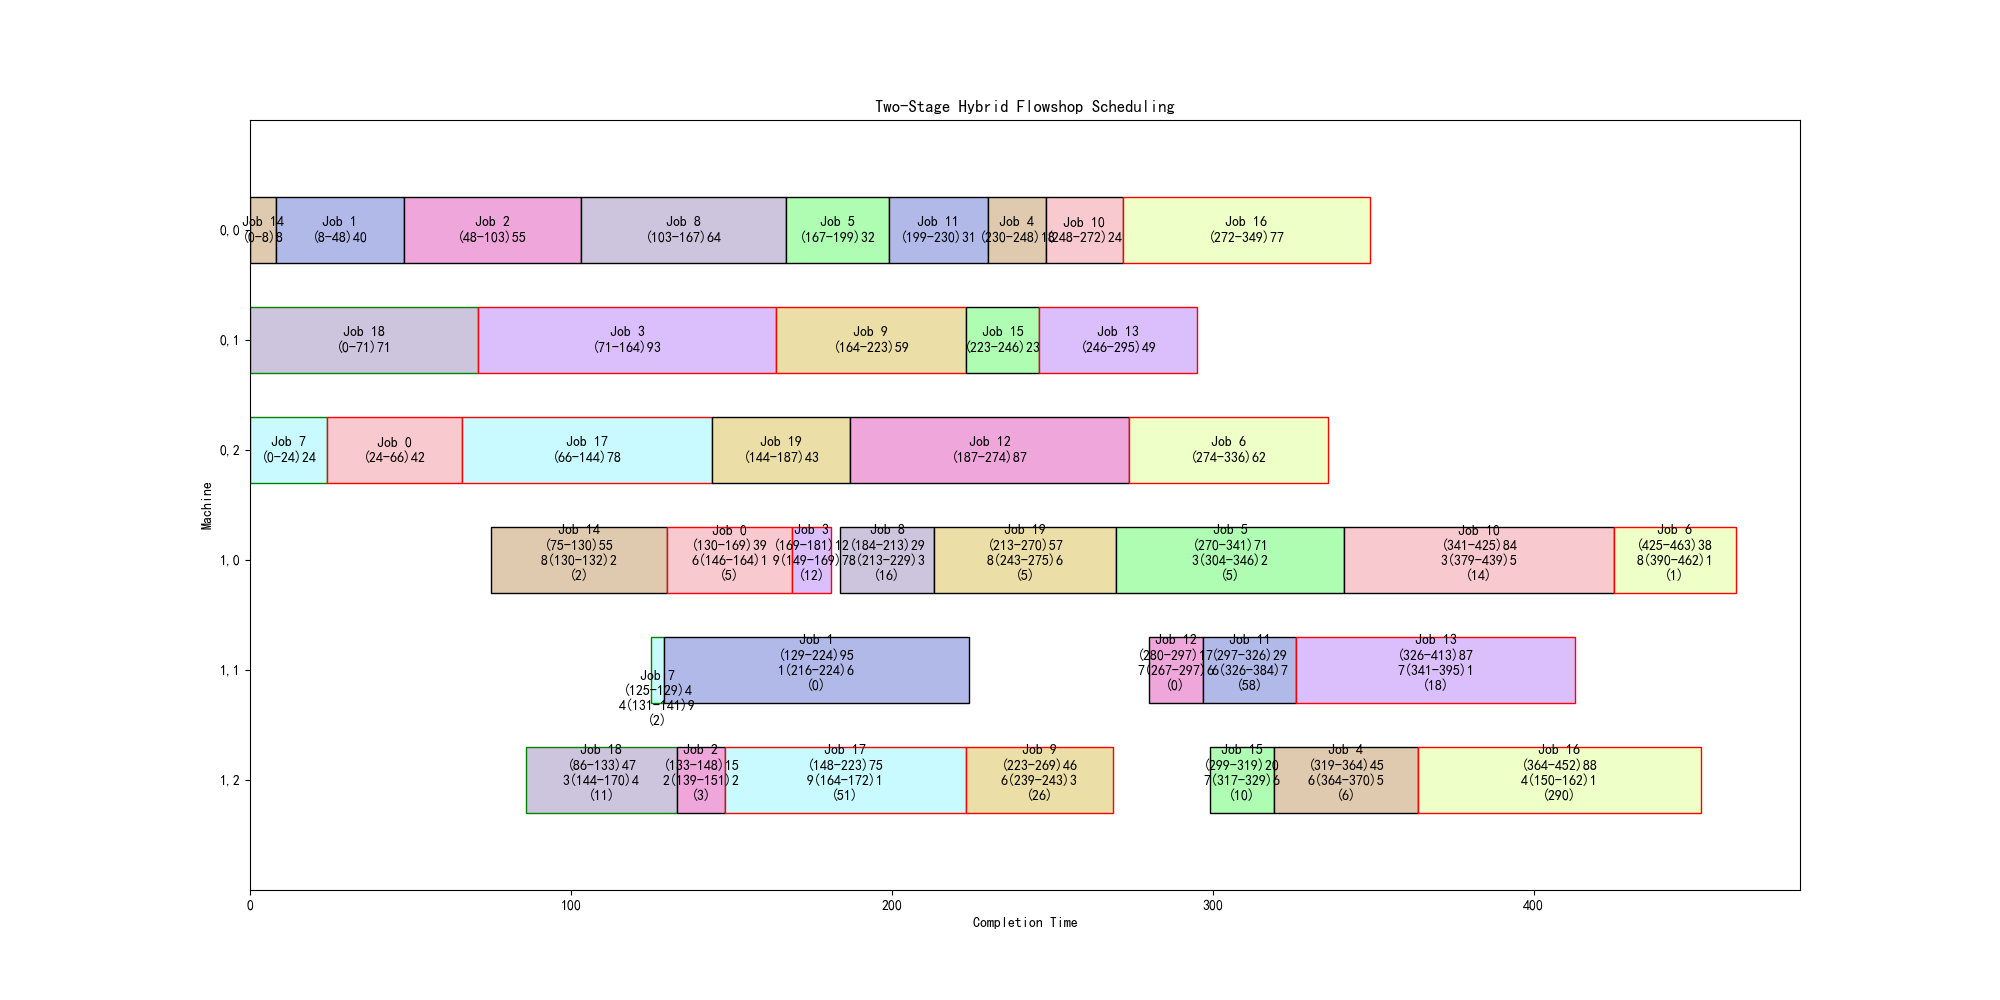 Two-Stage Hybrid Flowshop Scheduling
Machine
0,0
Job 14
(0-8)8
Job 1
(8-48)40
Job 2
(48-103)55
Job 8
(103-167)64
Job 5
(167-199)32
Job 11
(199-230)31
Job 4
(230-248)18
Job 10
(248-272)24
Job 16
(272-349)77
0,1
Job 18
(0-71)71
Job 3
(71-164)93
Job 9
(164-223)59
Job 15
(223-246)23
Job 13
(246-295)49
0,2
Job 7
(0-24)24
Job 0
(24-66)42
Job 17
(66-144)78
Job 19
(144-187)43
Job 12
(187-274)87
Job 6
(274-336)62
1,0
Job 14
(75-130)55
8(130-132)2
(2)
Job 0
(130-169)39
6(146-164)1
(5)
Job 3
(169-181)12
9(149-169)7
(12)
Job 8
(184-213)29
8(213-229)3
(16)
Job 19
(213-270)57
8(243-275)6
(5)
Job 5
(270-341)71
3(304-346)2
(5)
Job 10
(341-425)84
3(379-439)5
(14)
Job 6
(425-463)38
8(390-462)1
(1)
1,1
Job 7
(125-129)4
4(131-141)9
(2)
Job 1
(129-224)95
1(216-224)6
(0)
Job 12
(280-297)17
7(267-297)6
(0)
Job 11
(297-326)29
6(326-384)7
(58)
Job 13
(326-413)87
7(341-395)1
(18)
1,2
Job 18
(86-133)47
3(144-170)4
(11)
Job 2
(133-148)15
2(139-151)2
(3)
Job 17
(148-223)75
9(164-172)1
(51)
Job 9
(223-269)46
6(239-243)3
(26)
Job 15
(299-319)20
7(317-329)6
(10)
Job 4
(319-364)45
6(364-370)5
(6)
Job 16
(364-452)88
4(150-162)1
(290)
0
100
200
300
400
Completion Time